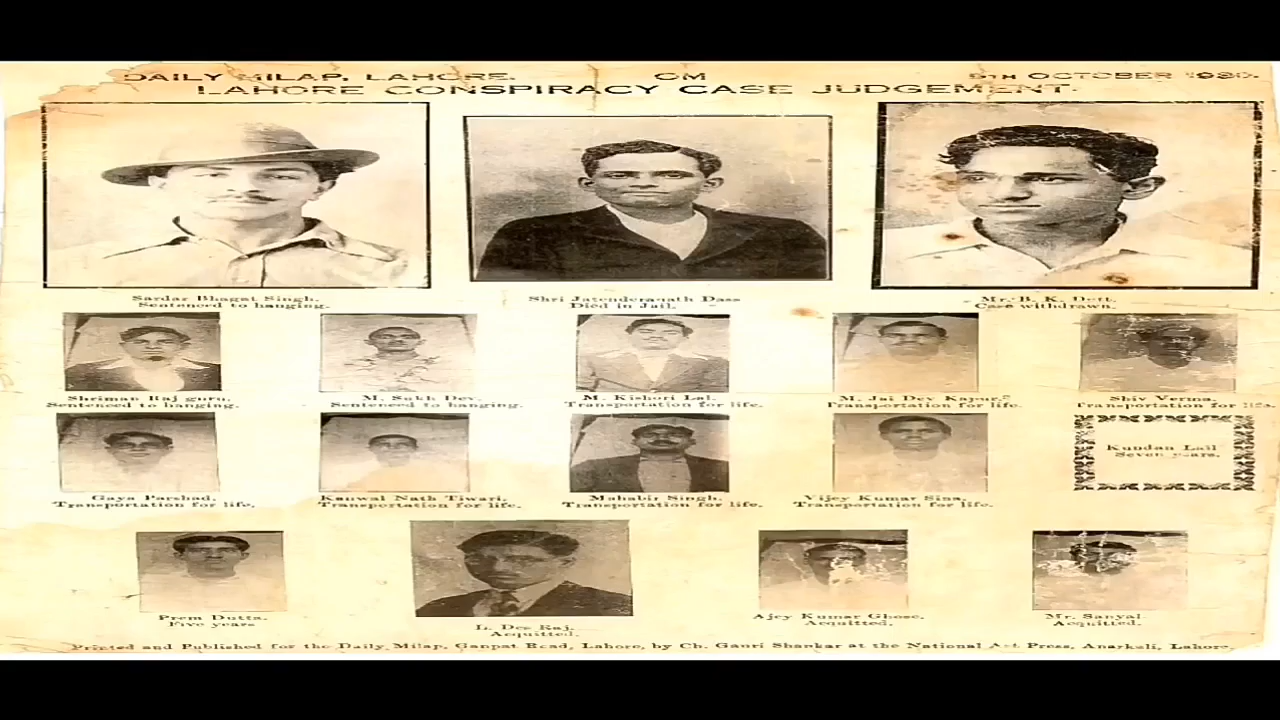 DAILY MILAP, LAHORE. OM 9TH OCTOBER 1930.
LAHORE CONSPIRACY CASE JUDGEMENT.
Sardar Bhagat Singh.
Sentenced to hanging.
Shri Jatendera-nath Dass
Died in Jail.
Mr. B. K. Dutt.
Case withdrawn.
Shriman Raj guru.
Sentenced to hanging.
M. Sukh Dev.
Sentenced to hanging.
M. Kishori Lal.
Transportation for life.
M. Jai Dev Kapur.
Transportation for life.
Shiv Verma.
Transportation for life.
Gaya Parshad.
Transportation for life.
Kanwal Nath Tiwari.
Transportation for life.
Mahabir Singh.
Transportation for life.
Vijey Kumar Sina.
Transportation for life.
Kundan Lall
Seven years.
Prem Dutta.
Five years
L. Des Raj.
Acquitted.
Ajey Kumar Ghose.
Acquitted.
Mr. Sanyal
Acquitted.
Printed and Published for the Daily Milap, Ganpat Road, Lahore, by Ch. Gauri Shankar at the National Art Press, Anarkali, Lahore.